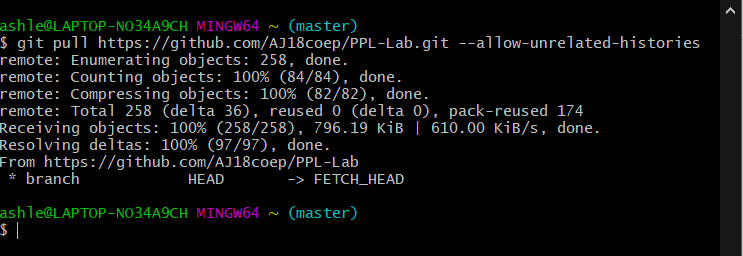 ashle@LAPTOP-NO34A9CH MINGW64 ~ (master)
$ git pull https://github.com/AJ18coep/PPL-Lab.git --allow-unrelated-histories
remote: Enumerating objects: 258, done.
remote: Counting objects: 100% (84/84), done.
remote: Compressing objects: 100% (82/82), done.
remote: Total 258 (delta 36), reused 0 (delta 0), pack-reused 174
Receiving objects: 100% (258/258), 796.19 KiB | 610.00 KiB/s, done.
Resolving deltas: 100% (97/97), done.
From https://github.com/AJ18coep/PPL-Lab
 * branch            HEAD       -> FETCH_HEAD
ashle@LAPTOP-NO34A9CH MINGW64 ~ (master)
$